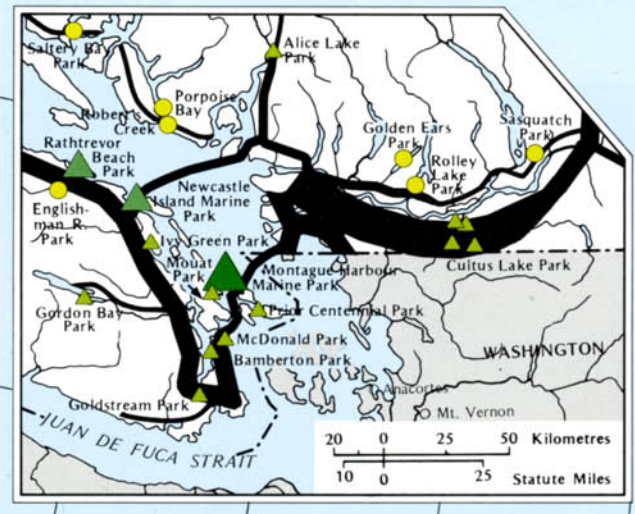 Saltery Bay
Park
Alice Lake
Park
Porpoise
Bay
Robert's
Creek
Sasquatch
Park
Golden Ears
Park
Rolley
Lake
Park
Rathtrevor
Beach
Park
Newcastle
Island Marine
Park
English-
man R.
Park
Ivy Green Park
Mouat
Park
Montague Harbour
Marine Park
Cultus Lake Park
Gordon Bay
Park
Prior Centennial Park
McDonald Park
Bamberton Park
WASHINGTON
Goldstream Park
Anacortes
Mt. Vernon
JUAN DE FUCA STRAIT
20 0 50 Kilometres
10 0 25 Statute Miles